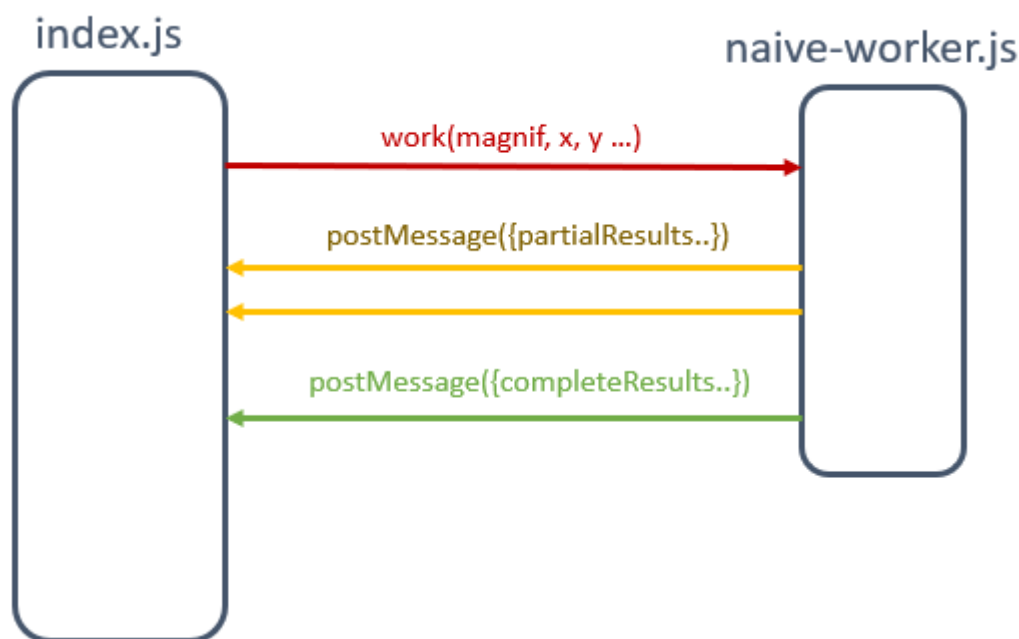 index.js
naive-worker.js
work(magnif, x, y ...)
postMessage({partialResults..})
postMessage({completeResults..})